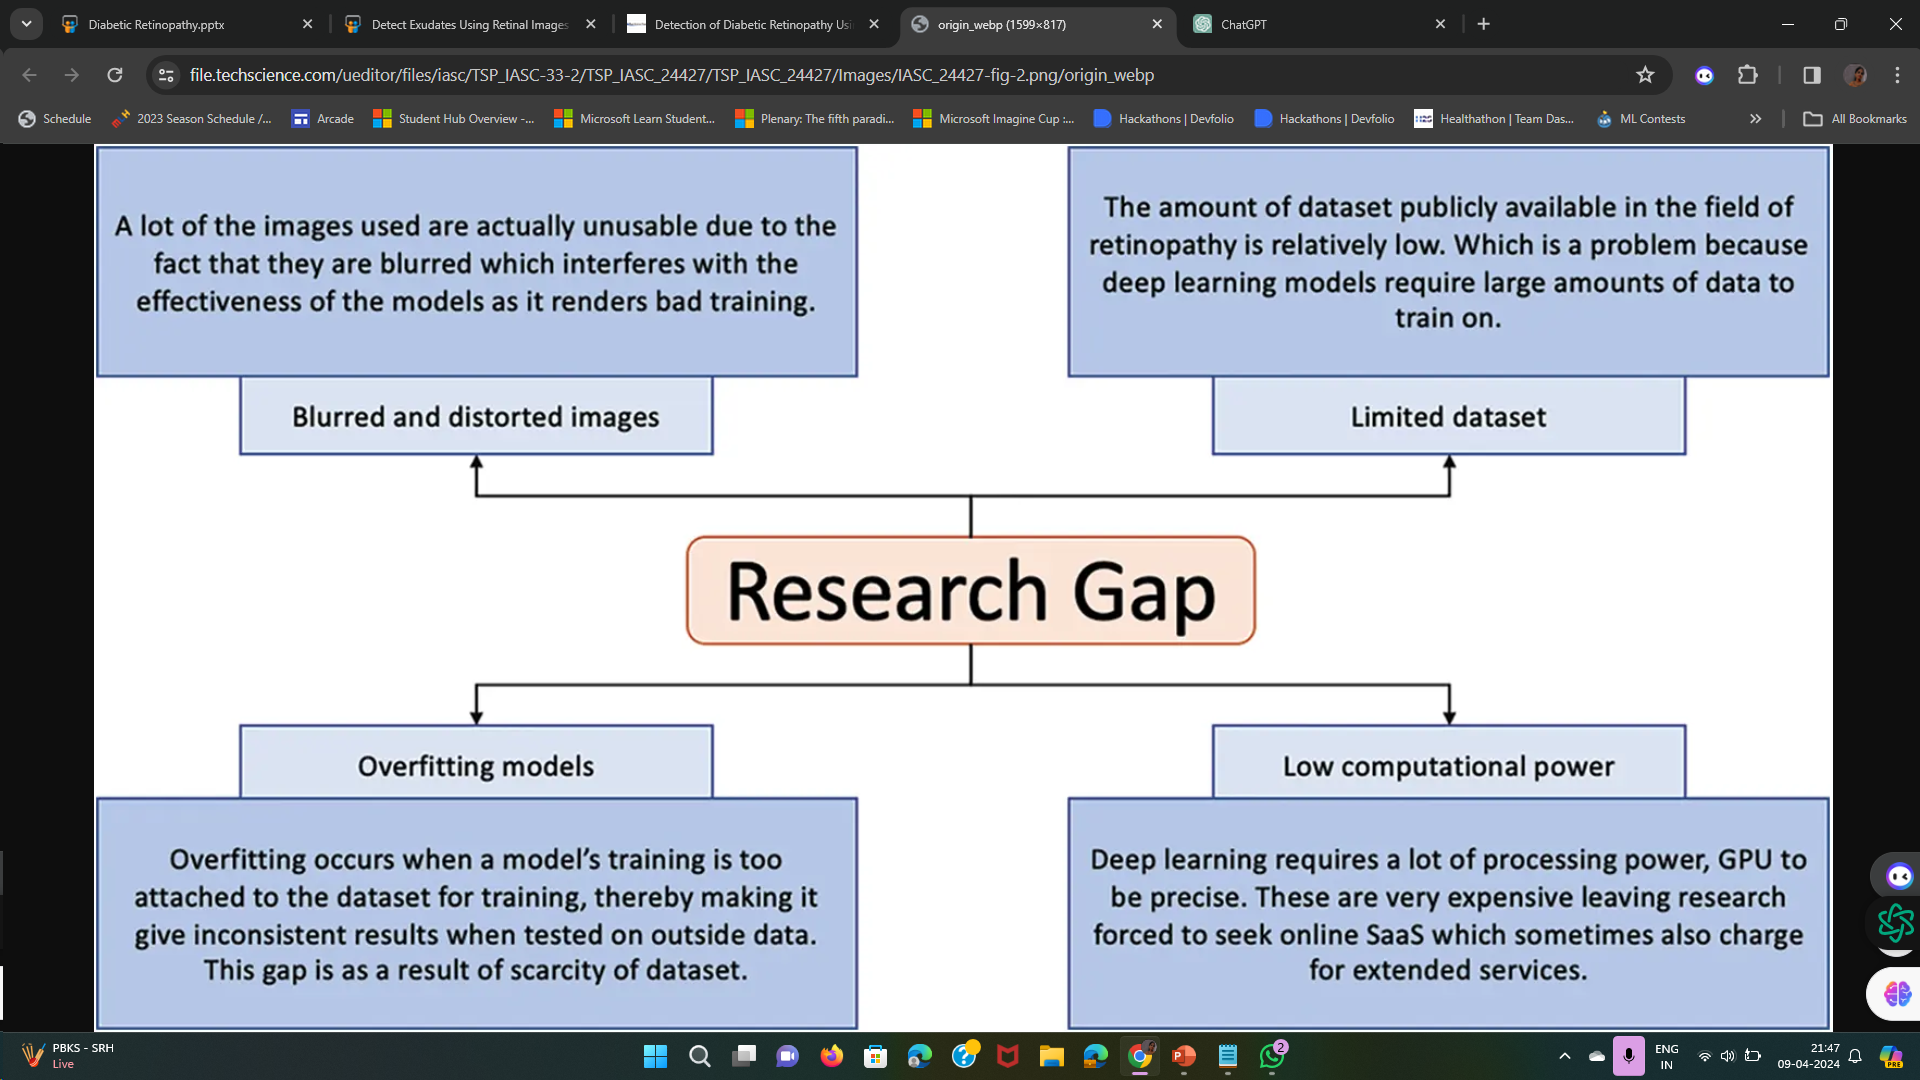 Diabetic Retinopathy.pptx
Detect Exudates Using Retinal Images
Detection of Diabetic Retinopathy Usi
origin_webp (1599×817)
ChatGPT
file.techscience.com/ueditor/files/iasc/TSP_IASC-33-2/TSP_IASC_24427/TSP_IASC_24427/Images/IASC_24427-fig-2.png/origin_webp
Schedule
2023 Season Schedule /...
Arcade
Student Hub Overview -...
Microsoft Learn Student...
Plenary: The fifth paradi...
Microsoft Imagine Cup :...
Hackathons | Devfolio
Hackathons | Devfolio
Healthathon | Team Das...
ML Contests
All Bookmarks
A lot of the images used are actually unusable due to the
fact that they are blurred which interferes with the
effectiveness of the models as it renders bad training.
Blurred and distorted images
The amount of dataset publicly available in the field of
retinopathy is relatively low. Which is a problem because
deep learning models require large amounts of data to
train on.
Limited dataset
Research Gap
Overfitting models
Overfitting occurs when a model's training is too
attached to the dataset for training, thereby making it
give inconsistent results when tested on outside data.
This gap is as a result of scarcity of dataset.
Low computational power
Deep learning requires a lot of processing power, GPU to
be precise. These are very expensive leaving research
forced to seek online SaaS which sometimes also charge
for extended services.
PBKS - SRH
Live
2
ENG
IN
21:47
09-04-2024
PRE